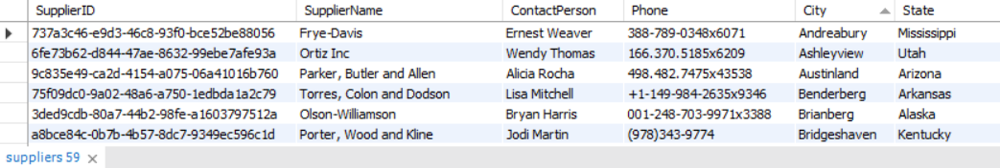 SupplierID SupplierName ContactPerson Phone City State
737a3c46-e9d3-46c8-93f0-bce52be88056 Frye-Davis Ernest Weaver 388-789-0348x6071 Andreabury Mississippi
6fe73b62-d844-47ae-8632-99ebe7afe93a Ortiz Inc Wendy Thomas 166.370.5185x6209 Ashleyview Utah
9c835e49-ca2d-4154-a075-06a41016b760 Parker, Butler and Allen Alicia Rocha 498.482.7475x43538 Austinland Arizona
75f09dc0-9a02-48a6-a750-1edbda1a2c79 Torres, Colon and Dodson Lisa Mitchell +1-149-984-2635x9346 Benderberg Arkansas
3ded9cdb-80a7-44b2-98fe-a1603797512a Olson-Williamson Bryan Harris 001-248-703-9971x3388 Brianberg Alaska
a8bce84c-0b7b-4b57-8dc7-9349ec596c1d Porter, Wood and Kline Jodi Martin (978)343-9774 Bridgeshaven Kentucky
suppliers 59